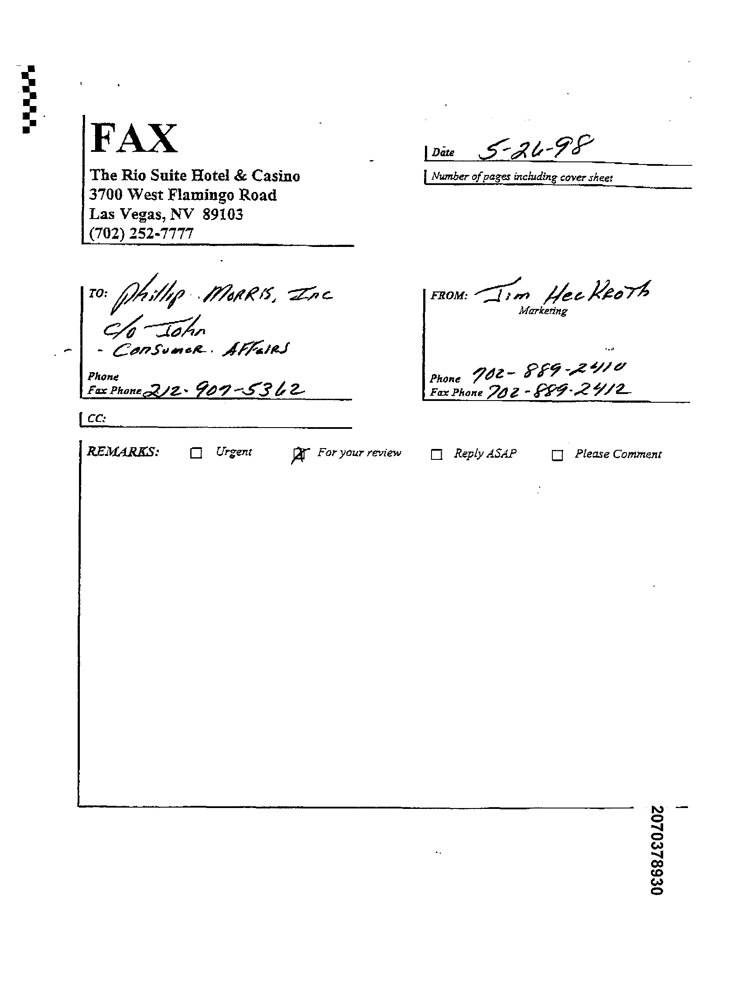 FAX
The Rio Suite Hotel & Casino
3700 West Flamingo Road
Las Vegas, NV 89103
(702) 252-7777
Date 5-26-98
Number of pages including cover sheet
TO: Phillip MORRIS, Inc
c/o John
- Consumer. Affairs
Phone
Fax Phone 212-907-5362
FROM: Jim Heckroth
Marketing
Phone 702-889-2410
Fax Phone 702-889-2412
CC:
REMARKS: Urgent For your review Reply ASAP Please Comment
2070378930